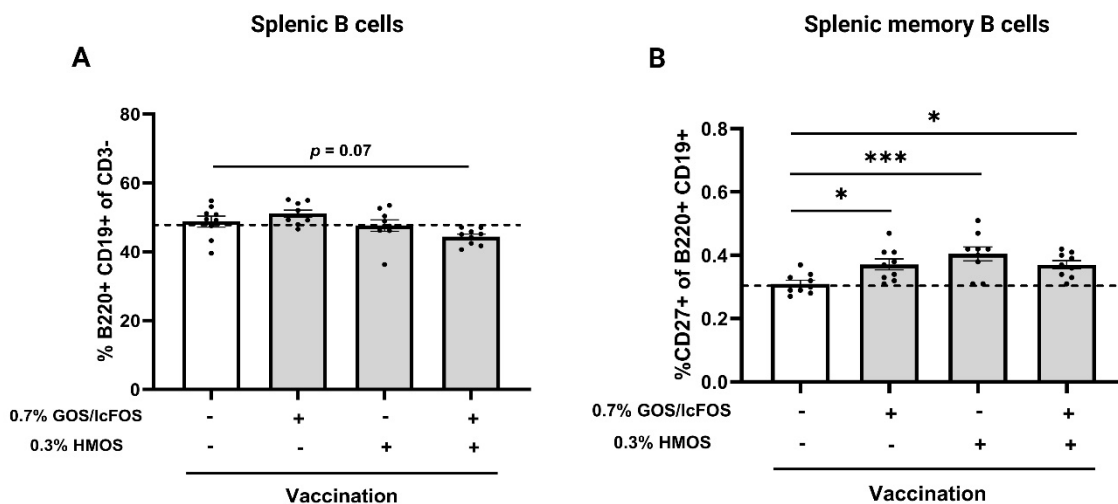 Splenic B cells
A
% B220+ CD19+ of CD3-
80
60
40
20
0
p = 0.07
0.7% GOS/lcFOS - + - +
0.3% HMOS - - + +
Vaccination
Splenic memory B cells
B
%CD27+ of B220+ CD19+
0.8
0.6
0.4
0.2
0.0
*
***
*
0.7% GOS/lcFOS - + - +
0.3% HMOS - - + +
Vaccination